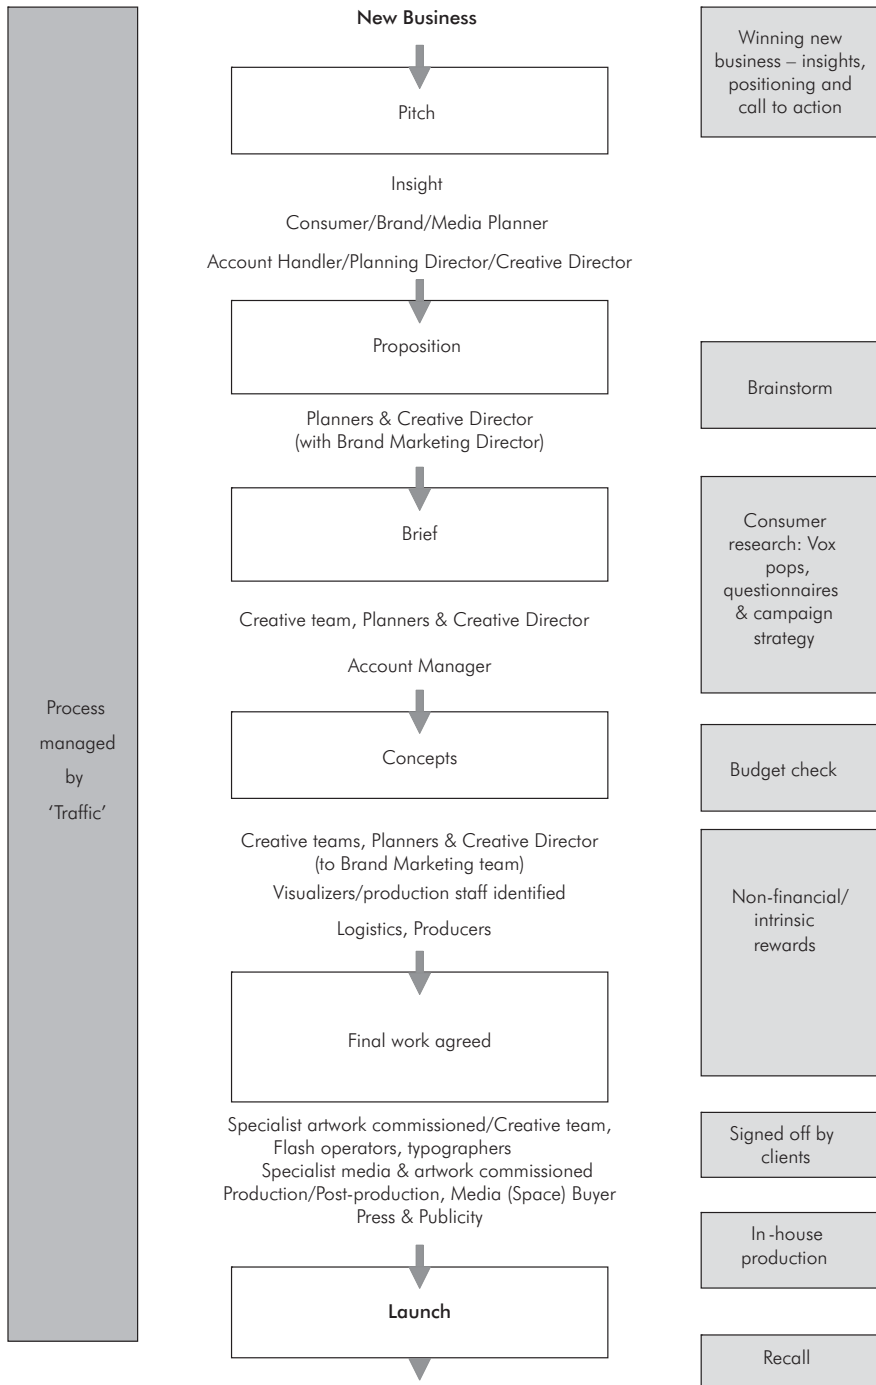 New Business
Pitch
Insight
Consumer/Brand/Media Planner
Account Handler/Planning Director/Creative Director
Proposition
Planners & Creative Director
(with Brand Marketing Director)
Brief
Creative team, Planners & Creative Director
Account Manager
Concepts
Creative teams, Planners & Creative Director
(to Brand Marketing team)
Visualizers/production staff identified
Logistics, Producers
Final work agreed
Specialist artwork commissioned/Creative team,
Flash operators, typographers
Specialist media & artwork commissioned
Production/Post-production, Media (Space) Buyer
Press & Publicity
Launch
Process
managed
by
‘Traffic’
Winning new
business – insights,
positioning and
call to action
Brainstorm
Consumer
research: Vox
pops,
questionnaires
& campaign
strategy
Budget check
Non-financial/
intrinsic
rewards
Signed off by
clients
In-house
production
Recall